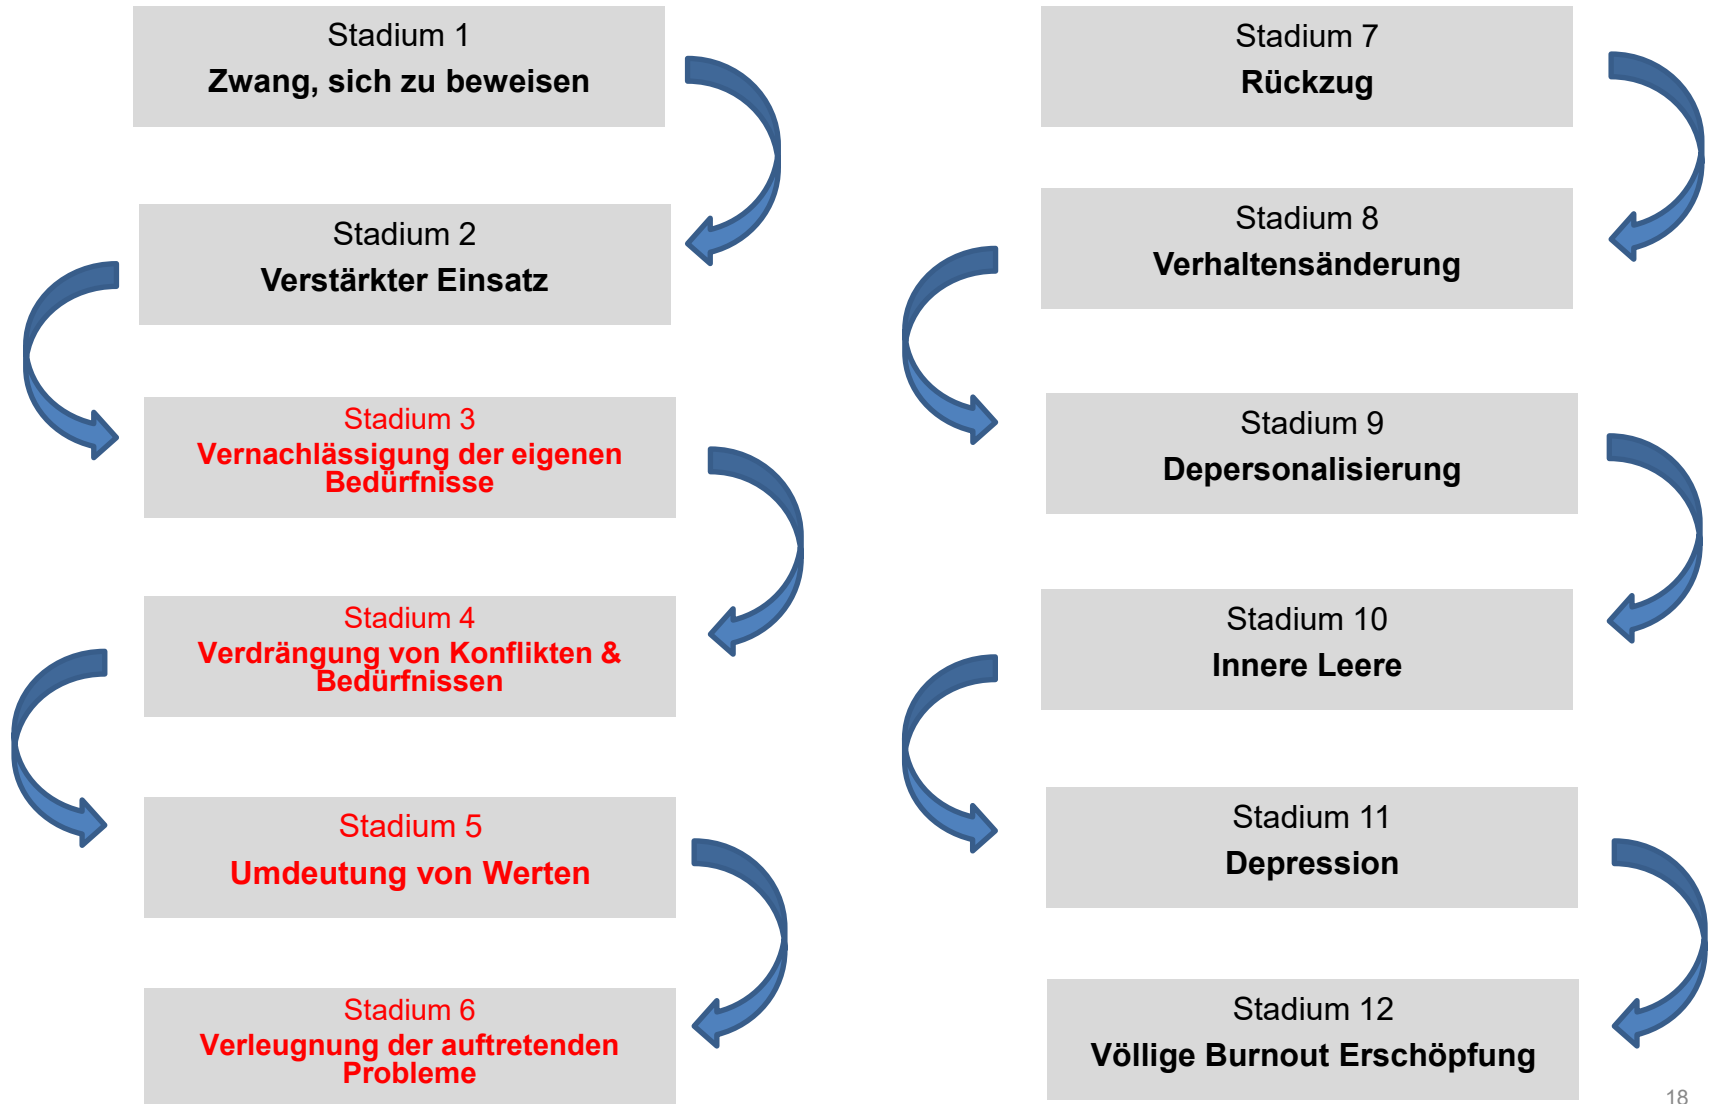 Stadium 1
Zwang, sich zu beweisen
Stadium 2
Verstärkter Einsatz
Stadium 3
Vernachlässigung der eigenen
Bedürfnisse
Stadium 4
Verdrängung von Konflikten &
Bedürfnissen
Stadium 5
Umdeutung von Werten
Stadium 6
Verleugnung der auftretenden
Probleme
Stadium 7
Rückzug
Stadium 8
Verhaltensänderung
Stadium 9
Depersonalisierung
Stadium 10
Innere Leere
Stadium 11
Depression
Stadium 12
Völlige Burnout Erschöpfung
18